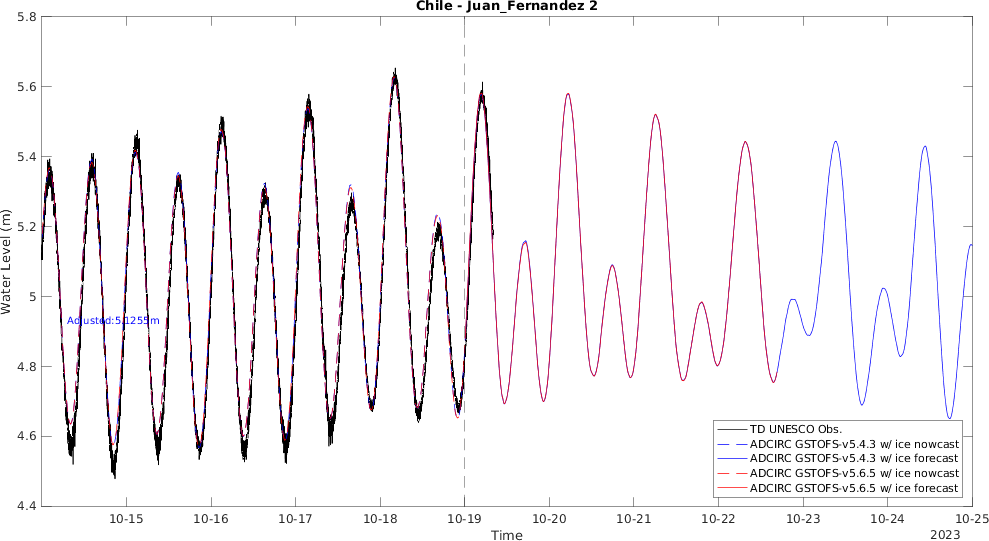 Chile - Juan_Fernandez 2
5.8
5.6
5.4
5.2
5
4.8
4.6
4.4
Water Level (m)
Adjusted:5.1255m
TD UNESCO Obs.
ADCIRC GSTOFS-v5.4.3 w/ ice nowcast
ADCIRC GSTOFS-v5.4.3 w/ ice forecast
ADCIRC GSTOFS-v5.6.5 w/ ice nowcast
ADCIRC GSTOFS-v5.6.5 w/ ice forecast
10-15 10-16 10-17 10-18 10-19 10-20 10-21 10-22 10-23 10-24 10-25
Time
2023